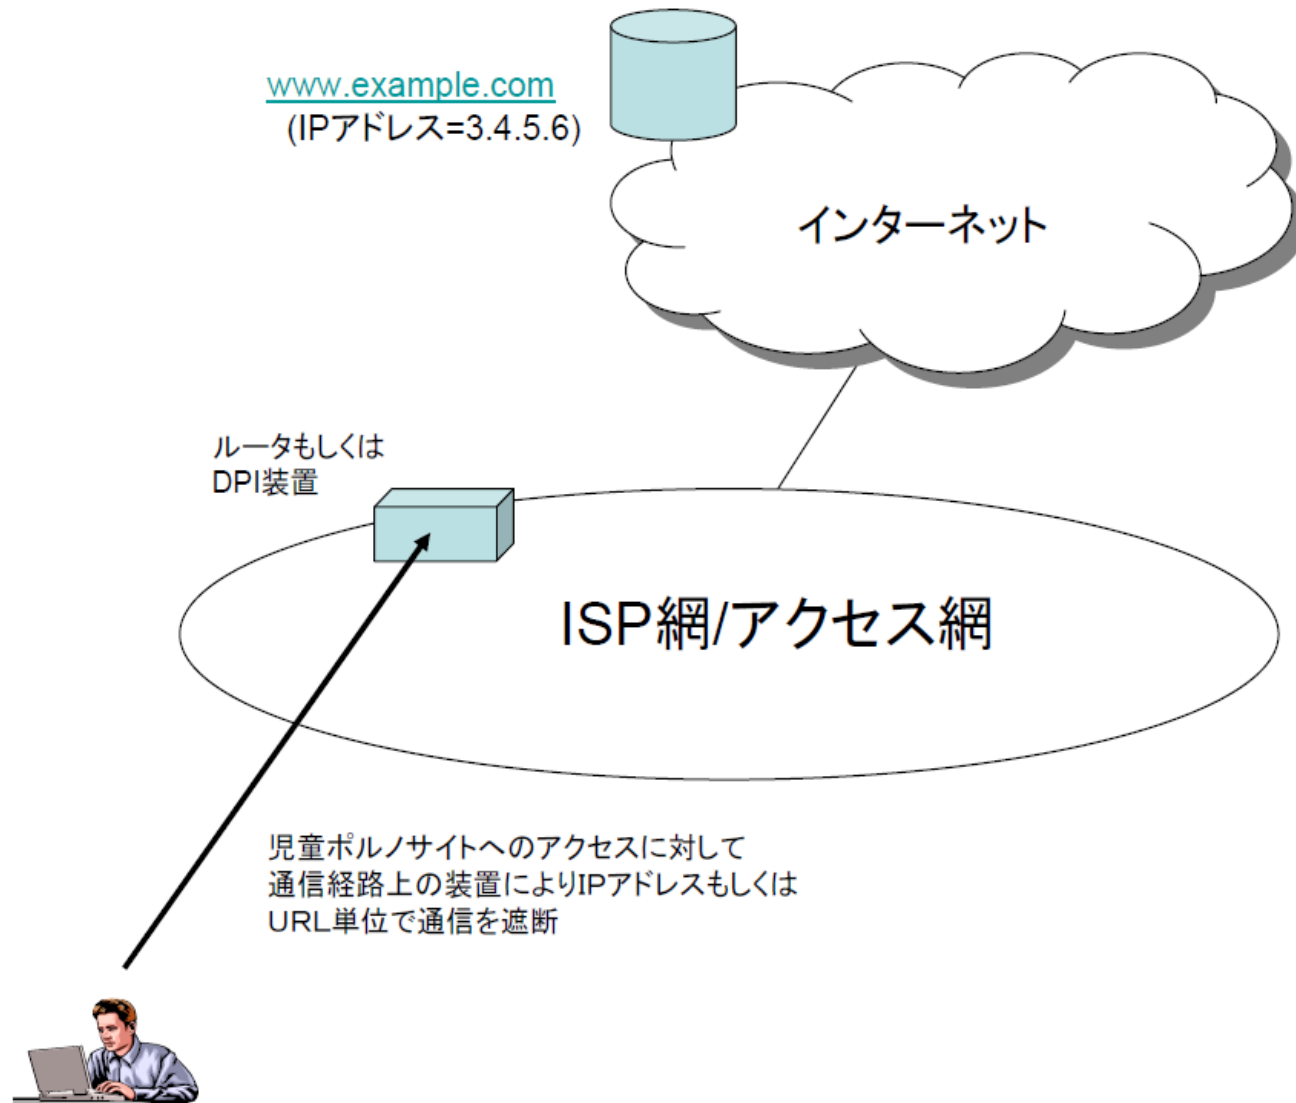 www.example.com
(IPアドレス=3.4.5.6)
インターネット
ルータもしくは
DPI装置
ISP網/アクセス網
児童ポルノサイトへのアクセスに対して
通信経路上の装置によりIPアドレスもしくは
URL単位で通信を遮断